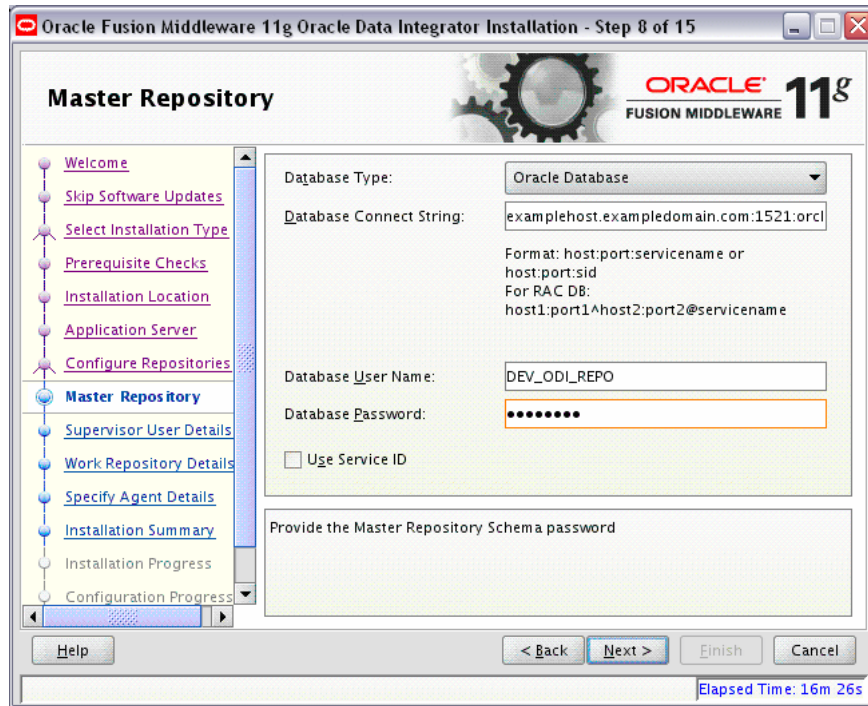 Oracle Fusion Middleware 11g Oracle Data Integrator Installation - Step 8 of 15
Master Repository
ORACLE
FUSION MIDDLEWARE
11g
Welcome
Skip Software Updates
Select Installation Type
Prerequisite Checks
Installation Location
Application Server
Configure Repositories
Master Repository
Supervisor User Details
Work Repository Details
Specify Agent Details
Installation Summary
Installation Progress
Configuration Progress
Database Type:
Oracle Database
Database Connect String:
examplehost.exampledomain.com:1521:orcl
Format: host:port:servicename or
host:port:sid
For RAC DB:
host1:port1^host2:port2@servicename
Database User Name:
DEV_ODI_REPO
Database Password:
••••••••
Use Service ID
Provide the Master Repository Schema password
Help
< Back
Next >
Finish
Cancel
Elapsed Time: 16m 26s